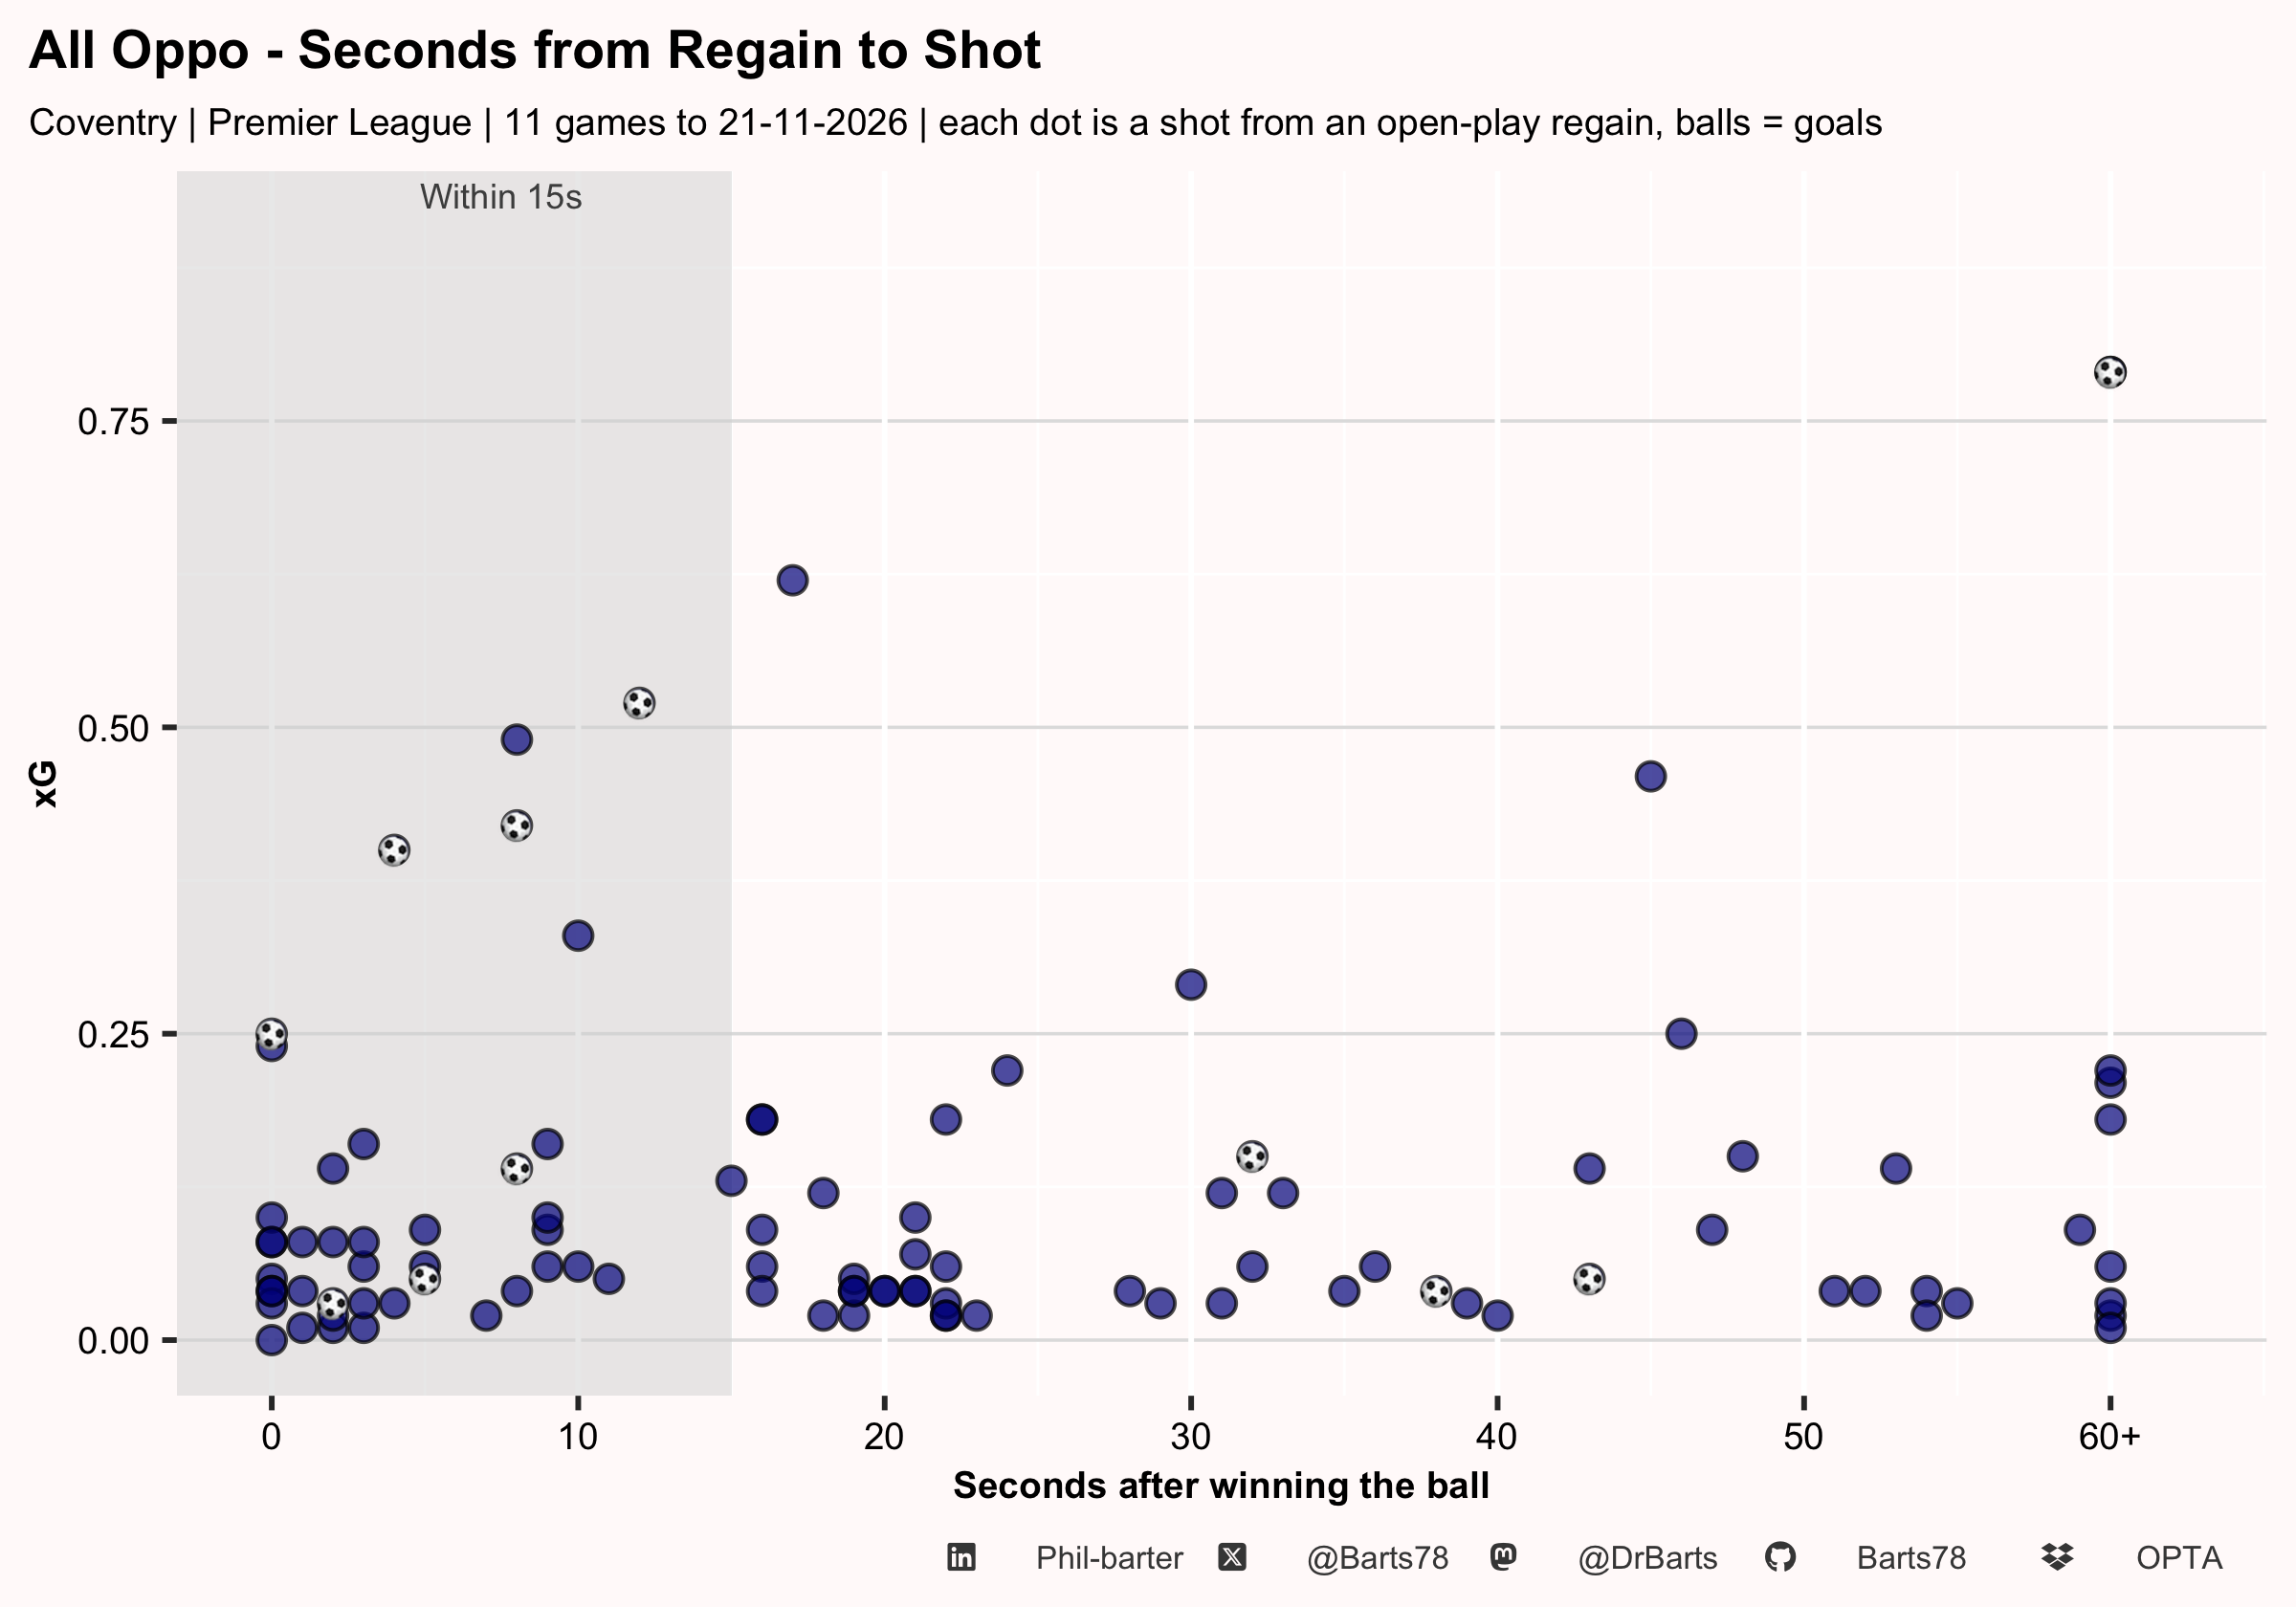 All Oppo - Seconds from Regain to Shot
Coventry | Premier League | 11 games to 21-11-2026 | each dot is a shot from an open-play regain, balls = goals
Within 15s
0.75
0.50
0.25
0.00
xG
0 10 20 30 40 50 60+
Seconds after winning the ball
Phil-barter @Barts78 @DrBarts Barts78 OPTA